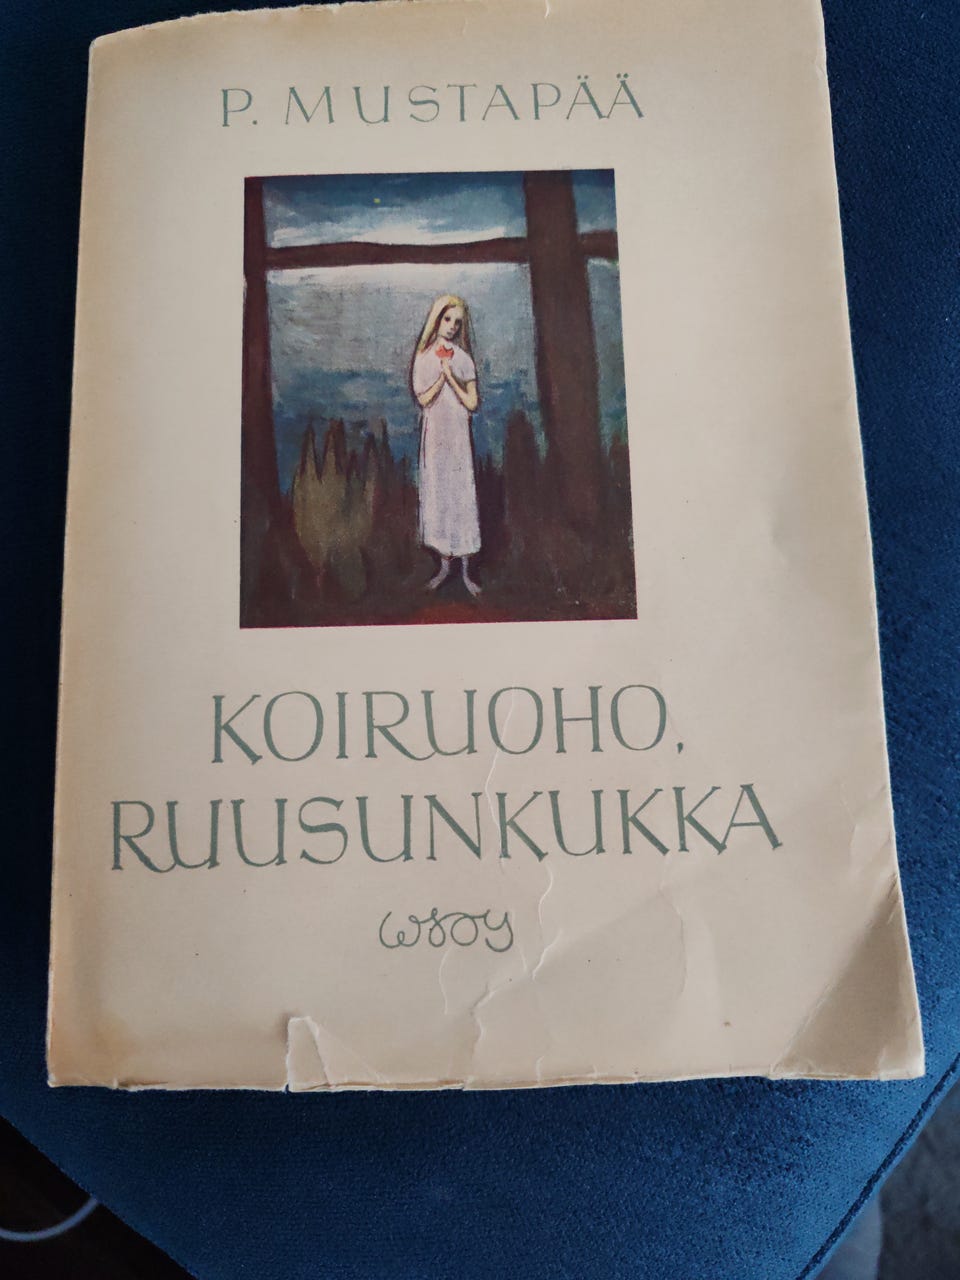 P. MUSTAPÄÄ
KOIRUOHO,
RUUSUNKUKKA
wsoy